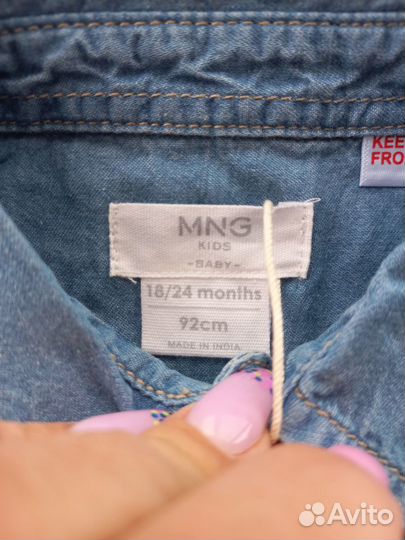 MNG
KIDS
-BABY-
18/24 months
92cm
MADE IN INDIA
KEE
FRO
Avito